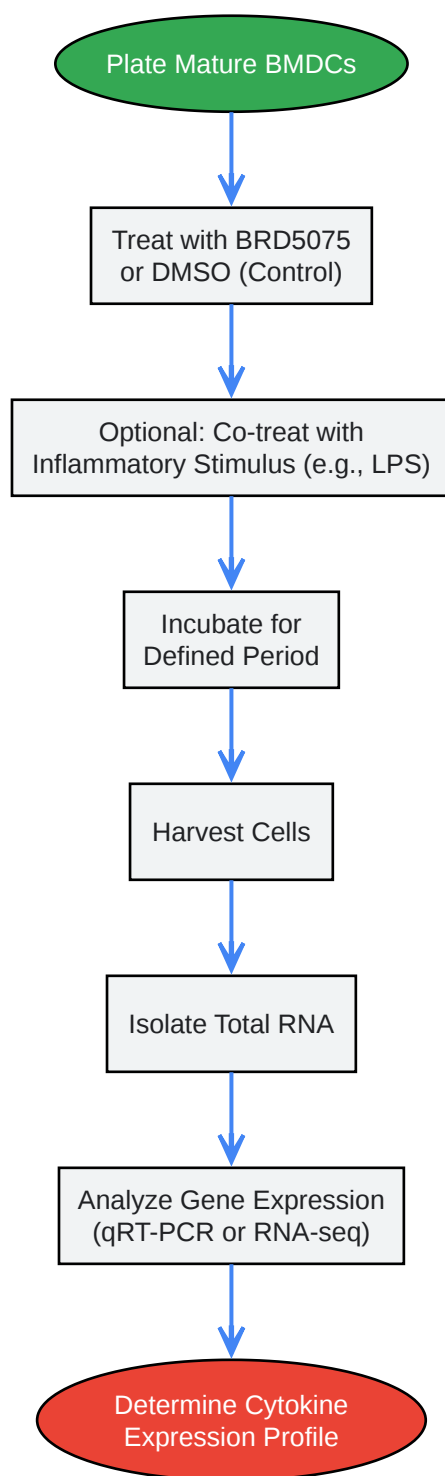 Plate Mature BMDCs
Treat with BRD5075
or DMSO (Control)
Optional: Co-treat with
Inflammatory Stimulus (e.g., LPS)
Incubate for
Defined Period
Harvest Cells
Isolate Total RNA
Analyze Gene Expression
(qRT-PCR or RNA-seq)
Determine Cytokine
Expression Profile